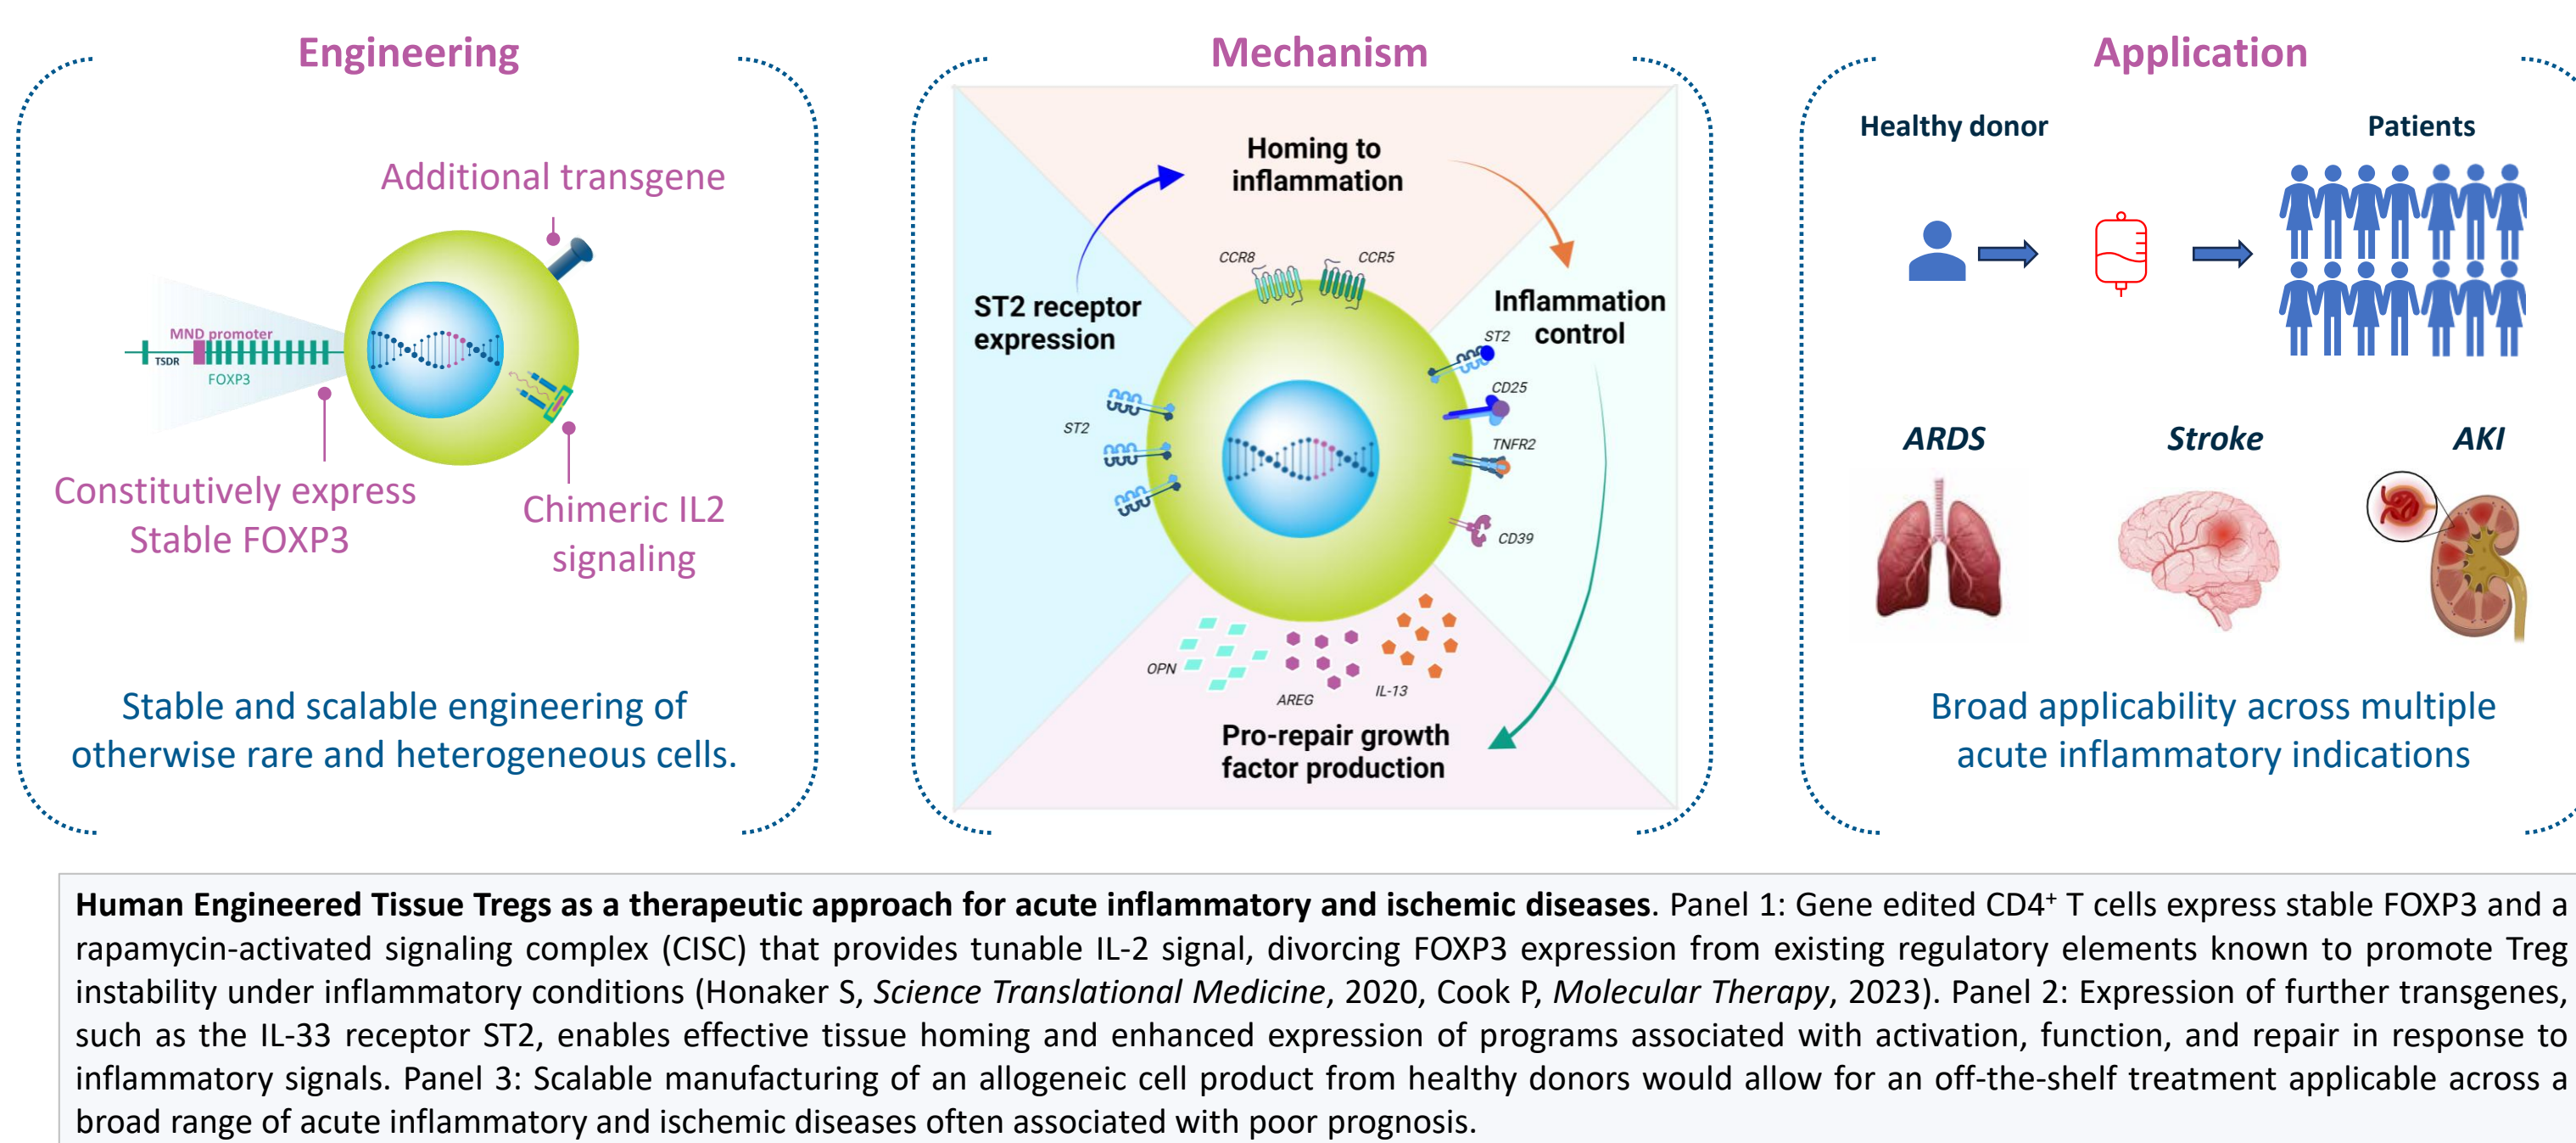 Engineering
Additional transgene
MND promoter
TSDR
FOXP3
Constitutively express
Stable FOXP3
Chimeric IL2
signaling
Stable and scalable engineering of
otherwise rare and heterogeneous cells.
Mechanism
Homing to
inflammation
CCR8
CCR5
ST2 receptor
expression
Inflammation
control
ST2
ST2
CD25
TNFR2
CD39
OPN
AREG
IL-13
Pro-repair growth
factor production
Application
Healthy donor
Patients
ARDS
Stroke
AKI
Broad applicability across multiple
acute inflammatory indications
Human Engineered Tissue Tregs as a therapeutic approach for acute inflammatory and ischemic diseases. Panel 1: Gene edited CD4⁺ T cells express stable FOXP3 and a
rapamycin-activated signaling complex (CISC) that provides tunable IL-2 signal, divorcing FOXP3 expression from existing regulatory elements known to promote Treg
instability under inflammatory conditions (Honaker S, Science Translational Medicine, 2020, Cook P, Molecular Therapy, 2023). Panel 2: Expression of further transgenes,
such as the IL-33 receptor ST2, enables effective tissue homing and enhanced expression of programs associated with activation, function, and repair in response to
inflammatory signals. Panel 3: Scalable manufacturing of an allogeneic cell product from healthy donors would allow for an off-the-shelf treatment applicable across a
broad range of acute inflammatory and ischemic diseases often associated with poor prognosis.